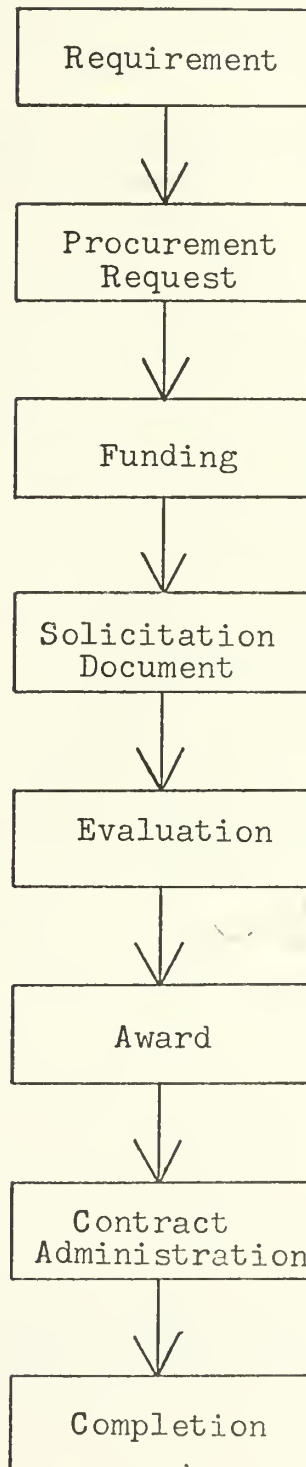 Requirement
Procurement
Request
Funding
Solicitation
Document
Evaluation
Award
Contract
Administration
Completion